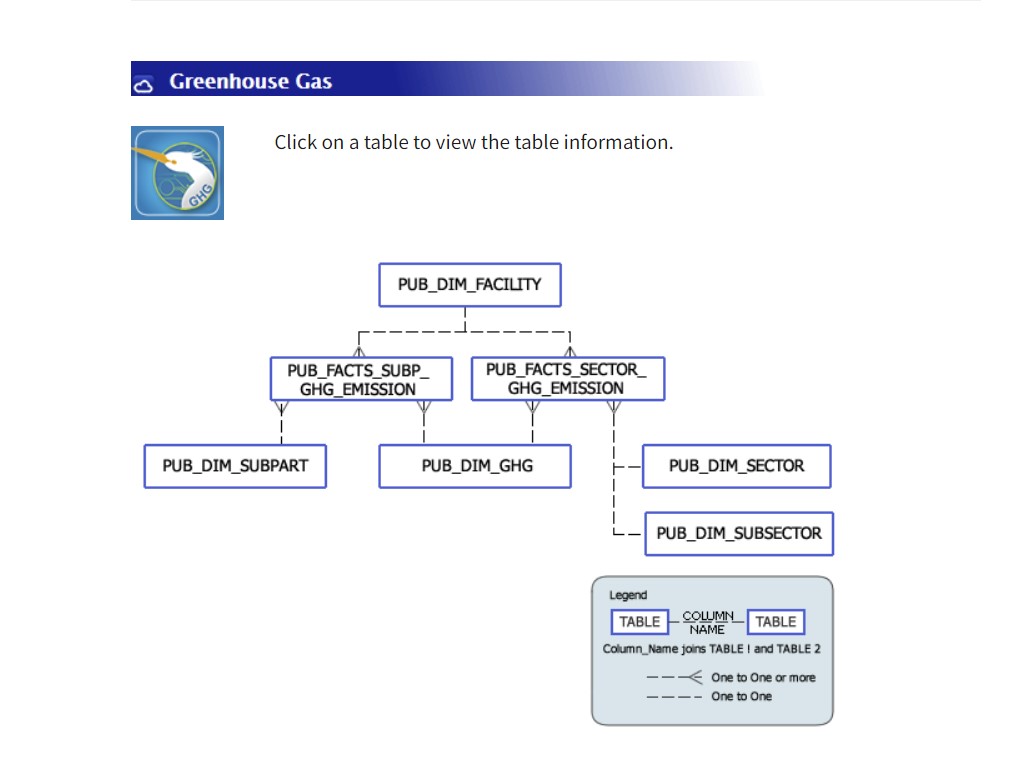 Greenhouse Gas
GHG
Click on a table to view the table information.
PUB_DIM_FACILITY
PUB_FACTS_SUBP_
GHG_EMISSION
PUB_FACTS_SECTOR_
GHG_EMISSION
PUB_DIM_SUBPART
PUB_DIM_GHG
PUB_DIM_SECTOR
PUB_DIM_SUBSECTOR
Legend
TABLE
COLUMN
NAME
TABLE
Column_Name joins TABLE I and TABLE 2
One to One or more
One to One